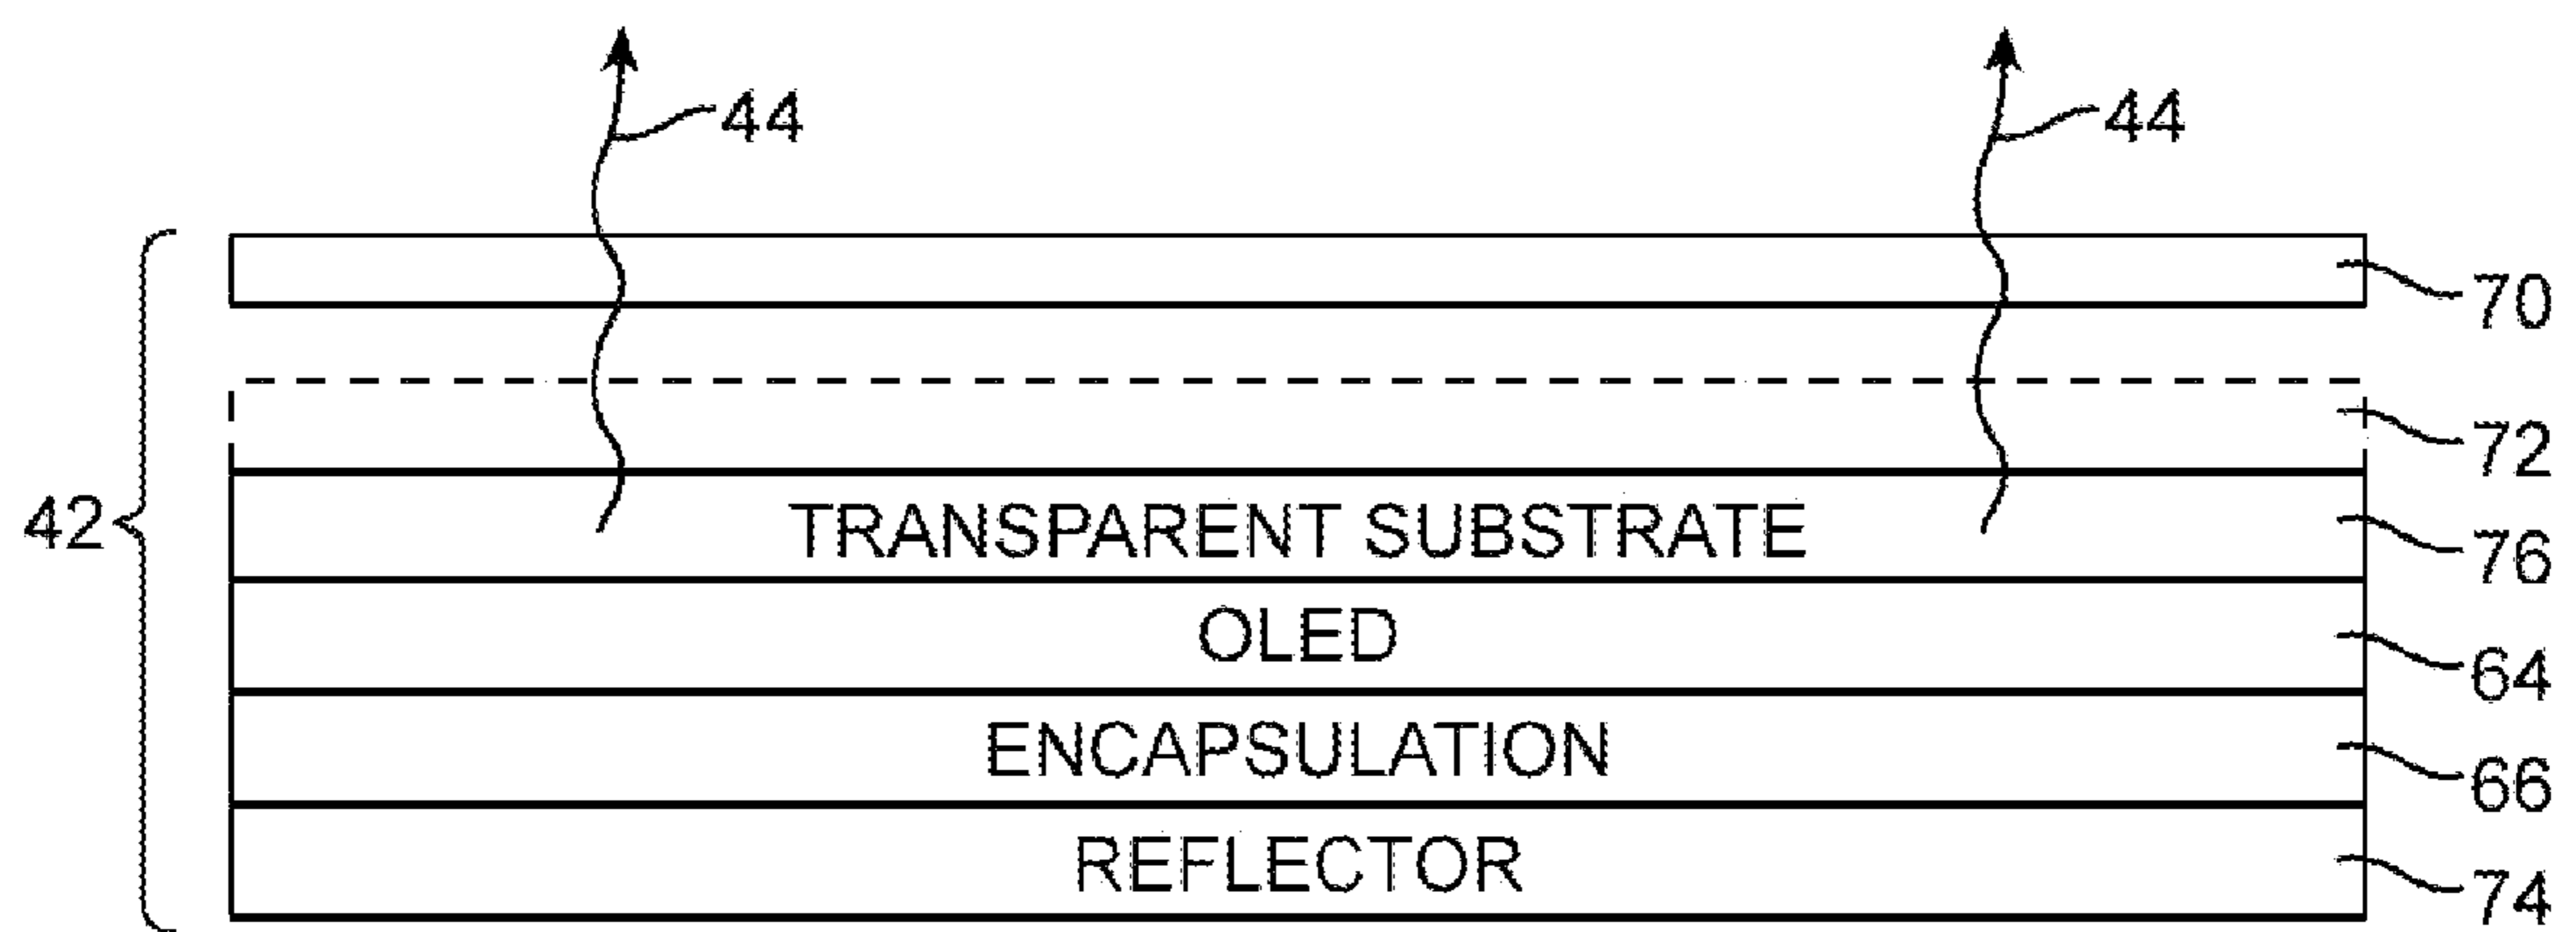 44 44
70
72
42
TRANSPARENT SUBSTRATE 76
OLED 64
ENCAPSULATION 66
REFLECTOR 74